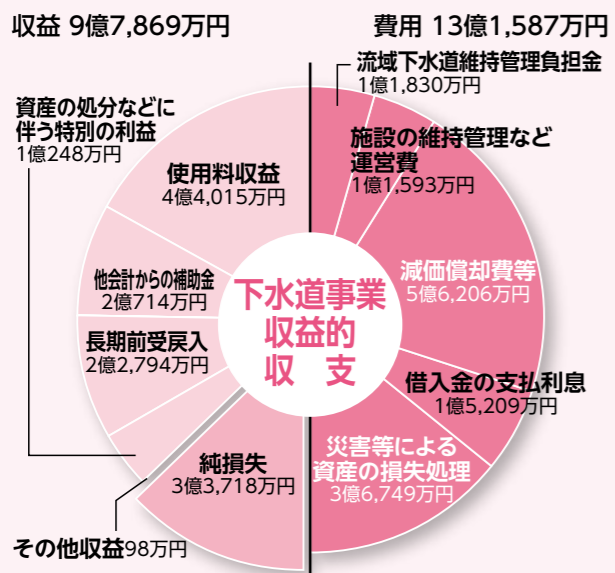 収益 9億7,869万円
費用 13億1,587万円
流域下水道維持管理負担金
1億1,830万円
資産の処分などに
伴う特別の利益
1億248万円
施設の維持管理など
運営費
1億1,593万円
使用料収益
4億4,015万円
減価償却費等
5億6,206万円
他会計からの補助金
2億714万円
下水道事業
収益的
収 支
長期前受戻入
2億2,794万円
借入金の支払利息
1億5,209万円
災害等による
資産の損失処理
3億6,749万円
純損失
3億3,718万円
その他収益98万円